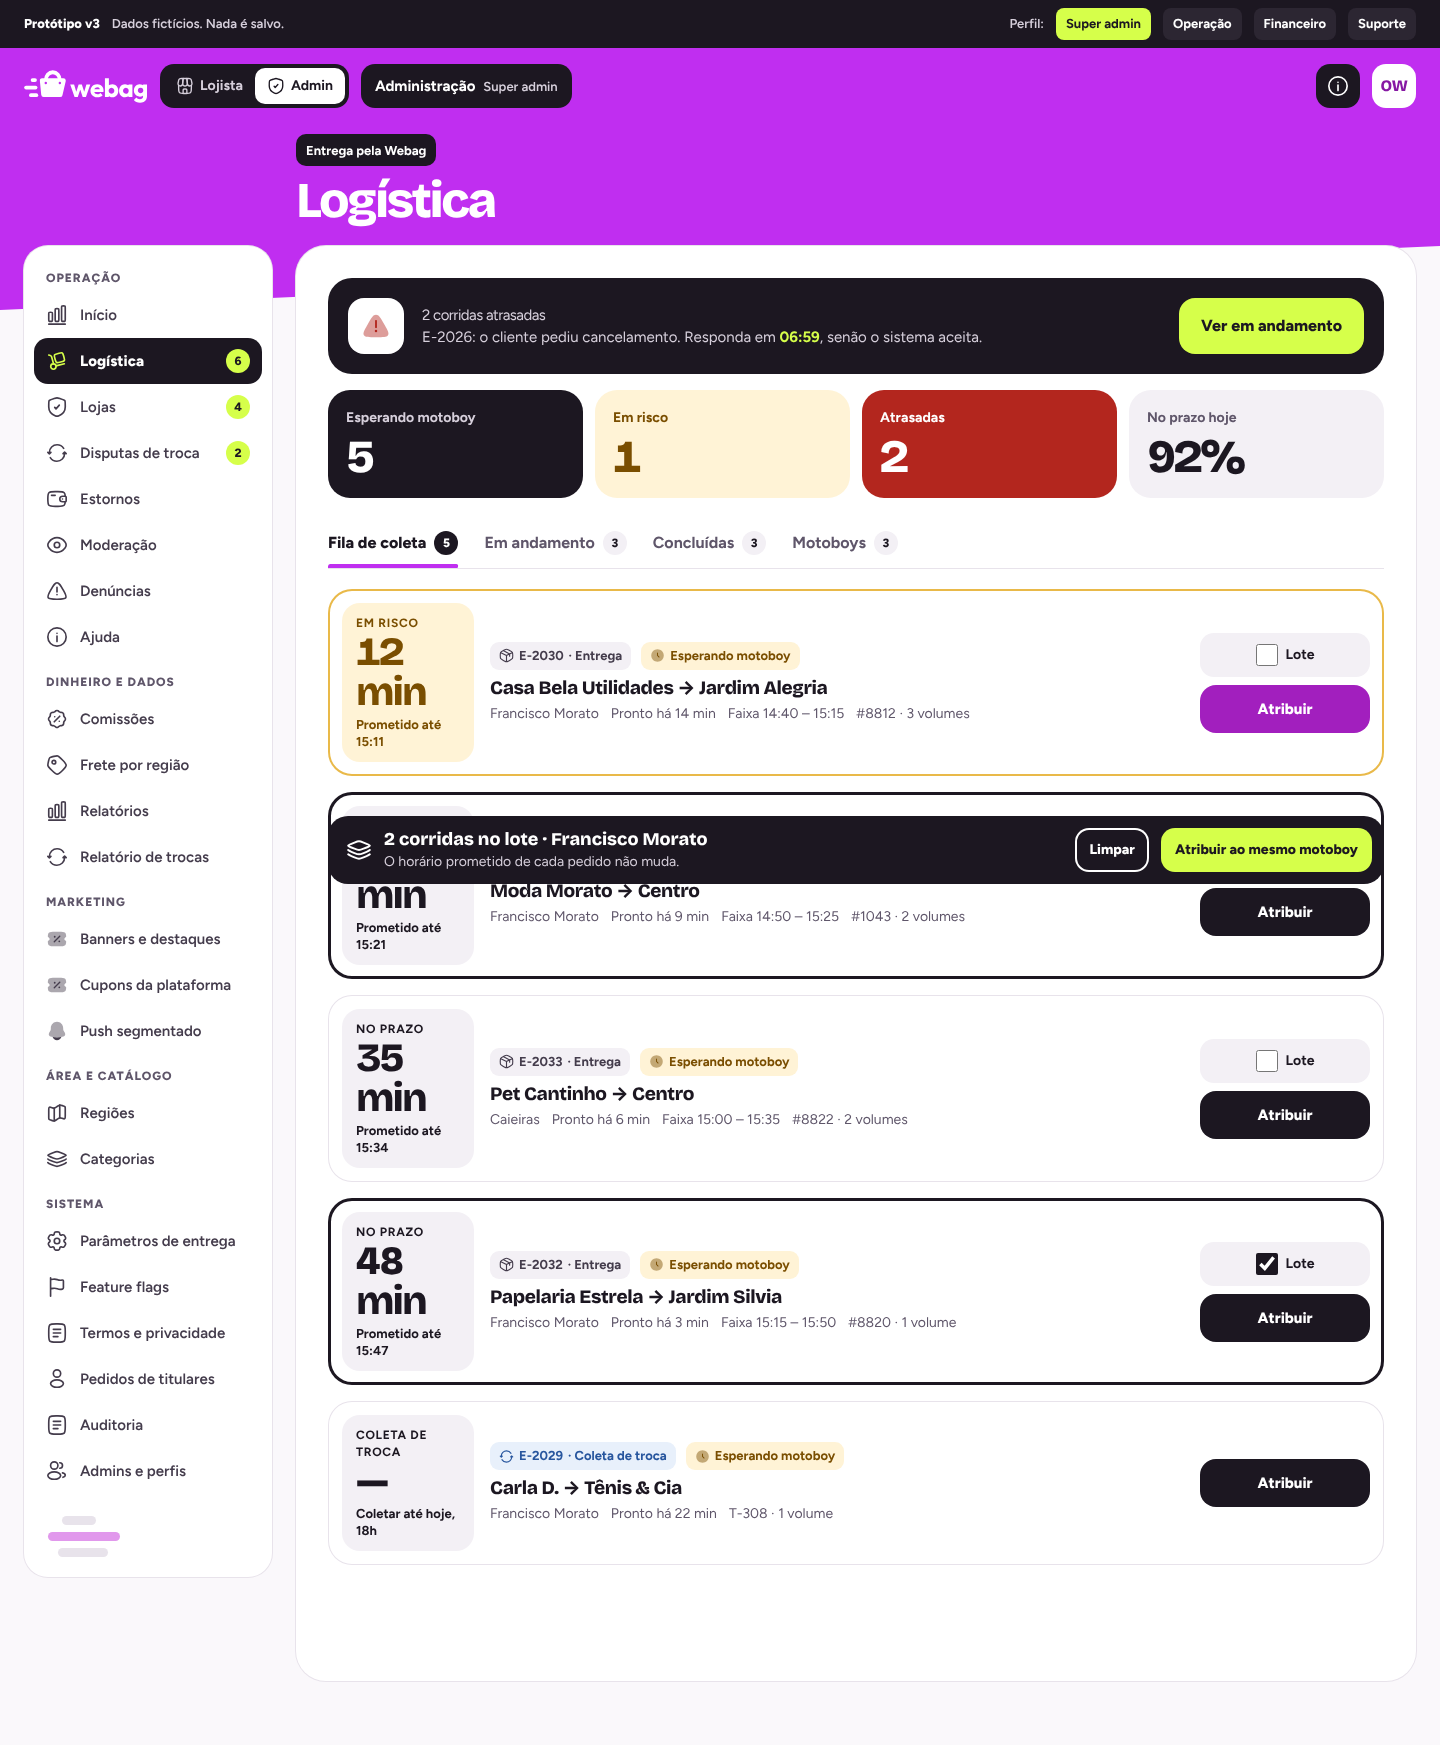 Protótipo v3 Dados fictícios. Nada é salvo.
Perfil: Super admin Operação Financeiro Suporte
webag Lojista Admin Administração Super admin OW
Entrega pela Webag
Logística
OPERAÇÃO
Início
Logística 6
Lojas 4
Disputas de troca 2
Estornos
Moderação
Denúncias
Ajuda
DINHEIRO E DADOS
Comissões
Frete por região
Relatórios
Relatório de trocas
MARKETING
Banners e destaques
Cupons da plataforma
Push segmentado
ÁREA E CATÁLOGO
Regiões
Categorias
SISTEMA
Parâmetros de entrega
Feature flags
Termos e privacidade
Pedidos de titulares
Auditoria
Admins e perfis
2 corridas atrasadas
E-2026: o cliente pediu cancelamento. Responda em 06:59, senão o sistema aceita.
Ver em andamento
Esperando motoboy
5
Em risco
1
Atrasadas
2
No prazo hoje
92%
Fila de coleta 5 Em andamento 3 Concluídas 3 Motoboys 3
EM RISCO
12
min
Prometido até
15:11
E-2030 · Entrega Esperando motoboy
Casa Bela Utilidades → Jardim Alegria
Francisco Morato Pronto há 14 min Faixa 14:40 – 15:15 #8812 · 3 volumes
Lote
Atribuir
2 corridas no lote · Francisco Morato
O horário prometido de cada pedido não muda.
Limpar
Atribuir ao mesmo motoboy
min
Prometido até
15:21
Moda Morato → Centro
Francisco Morato Pronto há 9 min Faixa 14:50 – 15:25 #1043 · 2 volumes
Atribuir
NO PRAZO
35
min
Prometido até
15:34
E-2033 · Entrega Esperando motoboy
Pet Cantinho → Centro
Caieiras Pronto há 6 min Faixa 15:00 – 15:35 #8822 · 2 volumes
Lote
Atribuir
NO PRAZO
48
min
Prometido até
15:47
E-2032 · Entrega Esperando motoboy
Papelaria Estrela → Jardim Silvia
Francisco Morato Pronto há 3 min Faixa 15:15 – 15:50 #8820 · 1 volume
Lote
Atribuir
COLETA DE
TROCA
—
Coletar até hoje,
18h
E-2029 · Coleta de troca Esperando motoboy
Carla D. → Tênis & Cia
Francisco Morato Pronto há 22 min T-308 · 1 volume
Atribuir